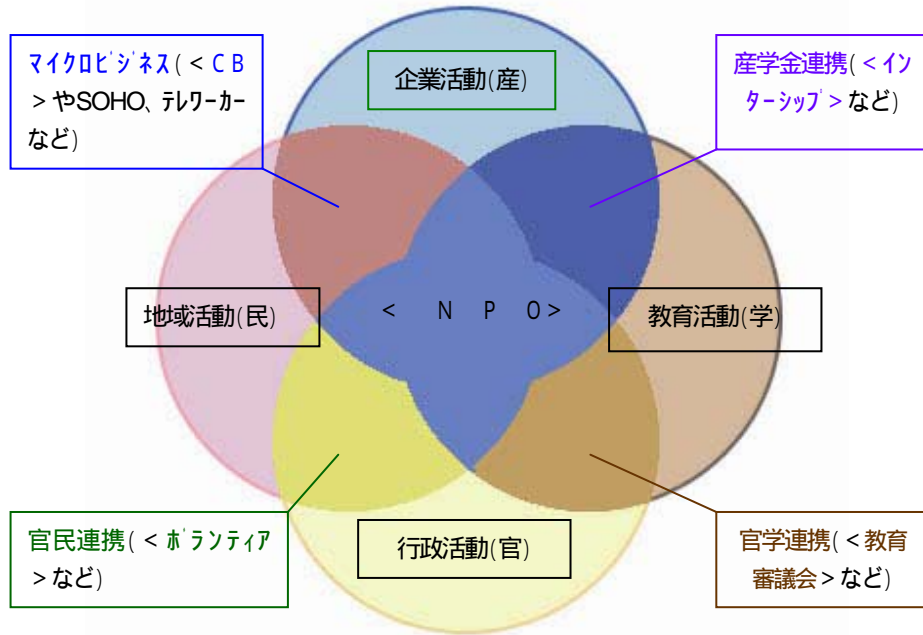 マイクロビジネス(<CB
>やSOHO、テレワーカー
など)
企業活動(産)
産学金連携(<イン
ターシップ>など)
地域活動(民)
<NPO>
教育活動(学)
官民連携(<ボランティア
>など)
行政活動(官)
官学連携(<教育
審議会>など)